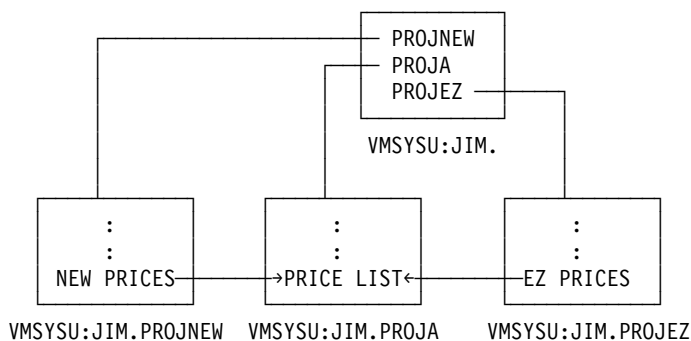 PROJNEW
PROJA
PROJEZ
VMSYSU:JIM.
: : :
: : :
NEW PRICES →PRICE LIST← EZ PRICES
VMSYSU:JIM.PROJNEW VMSYSU:JIM.PROJA VMSYSU:JIM.PROJEZ